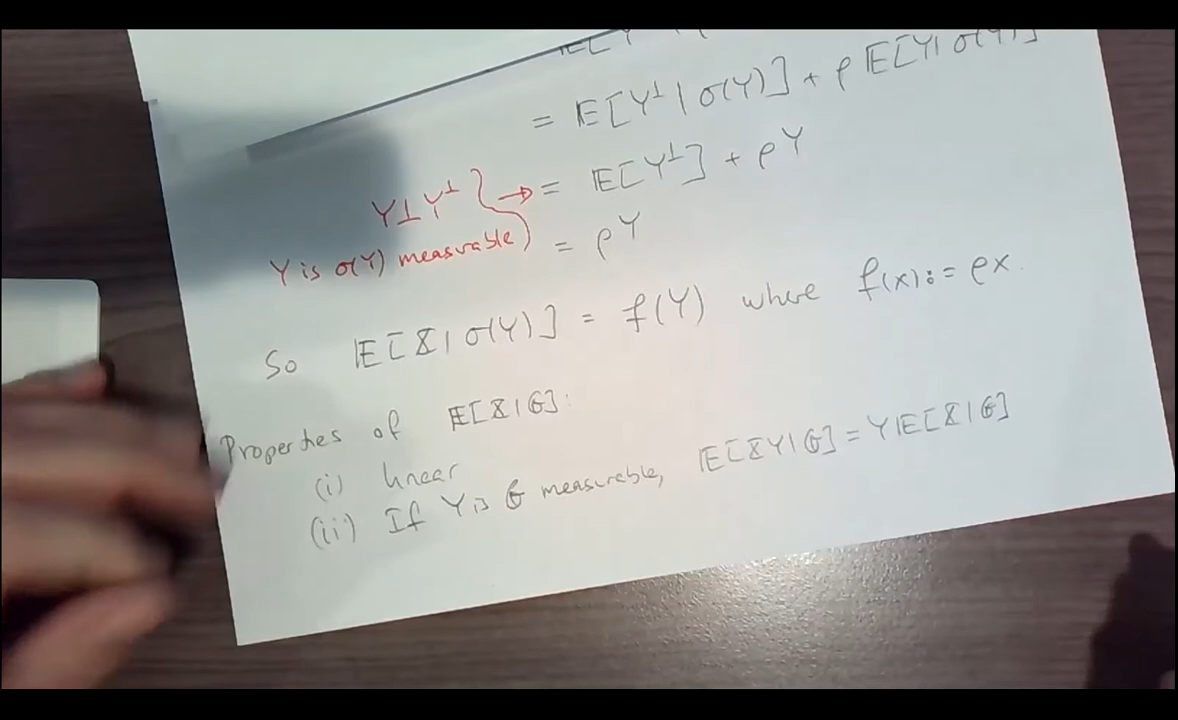 = E[Y⊥ | σ(Y)] + ρ E[Y | σ(Y)]
Y⊥Y⊥ } → = E[Y⊥] + ρY
Y is σ(Y) measurable = ρY
So E[X | σ(Y)] = f(Y) where f(x) := ρx.
Properties of E[X | G]:
(i) linear
(ii) If Y is G measurable, E[XY | G] = Y E[X | G]